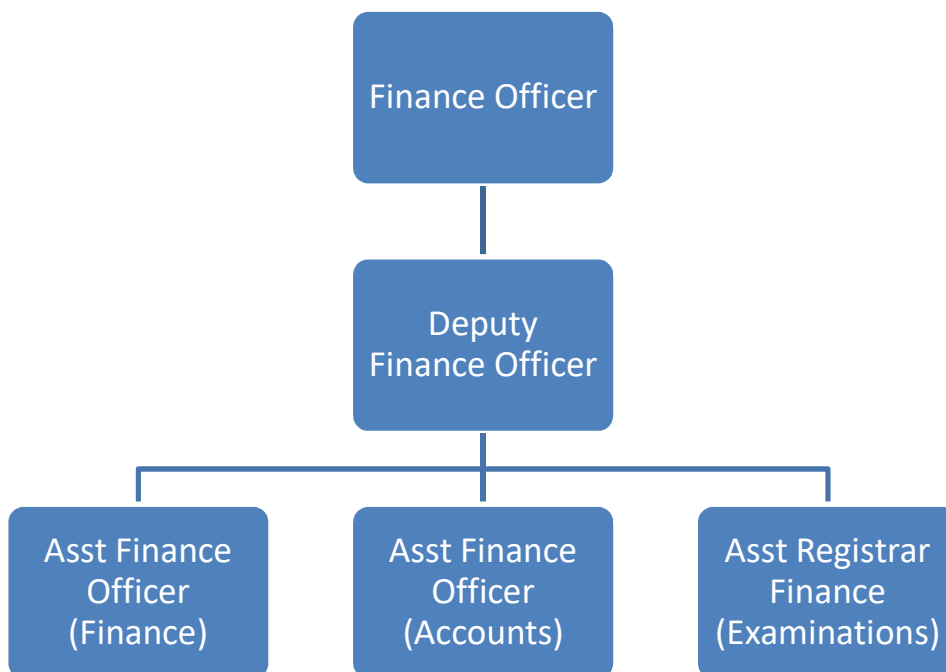 Finance Officer
Deputy
Finance Officer
Asst Finance
Officer
(Finance)
Asst Finance
Officer
(Accounts)
Asst Registrar
Finance
(Examinations)